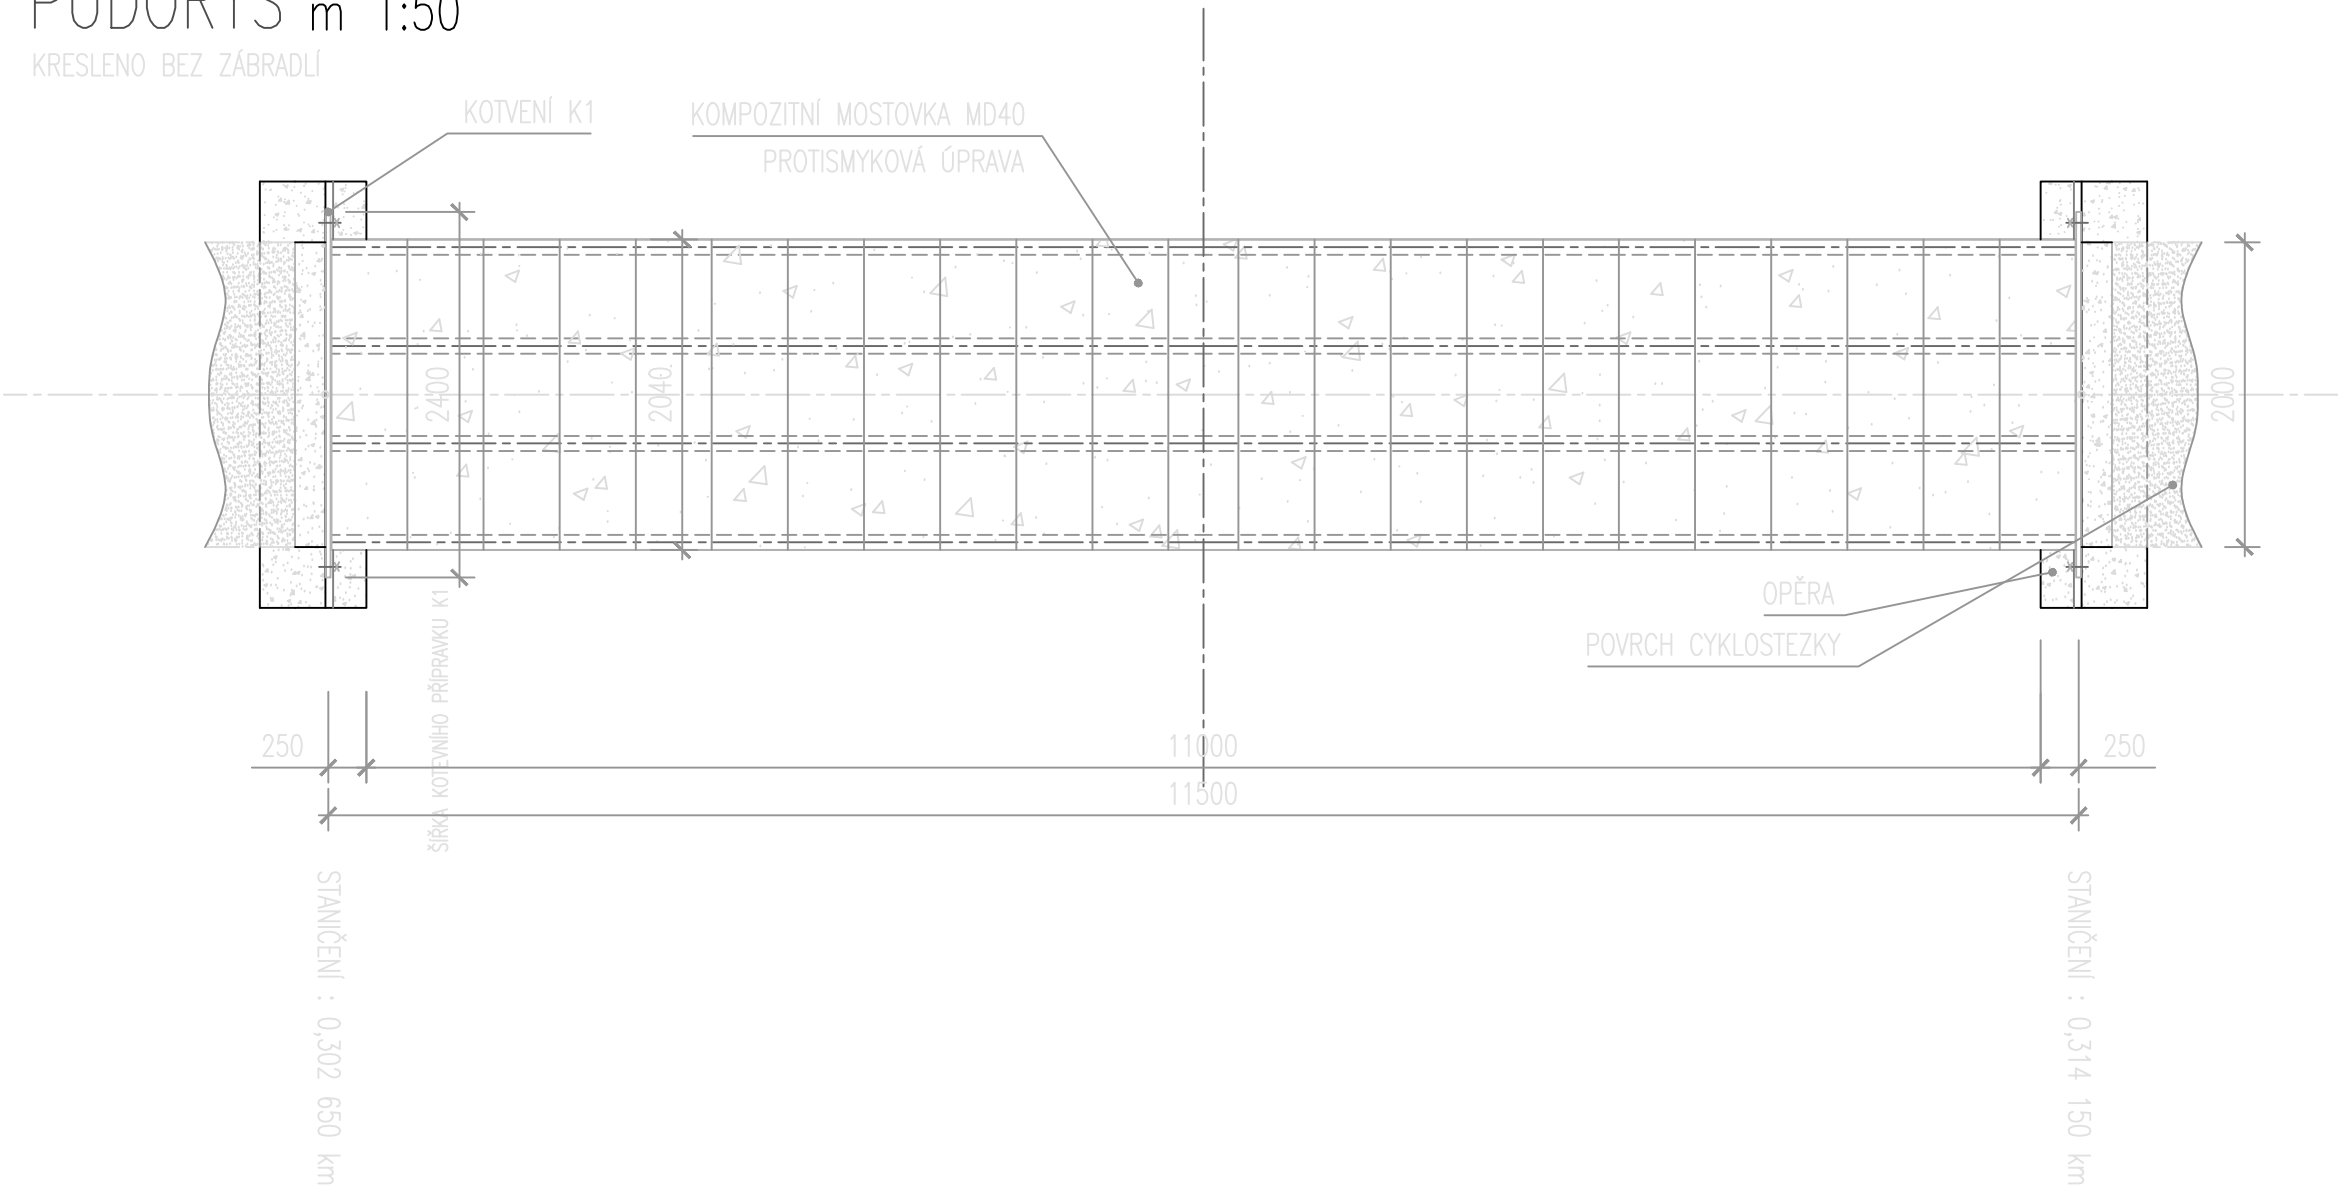 PŮDORYS m 1:50
KRESLENO BEZ ZÁBRADLÍ
KOTVENÍ K1
KOMPOZITNÍ MOSTOVKA MD40
PROTISMYKOVÁ ÚPRAVA
2400
2040
2000
ŠÍŘKA KOTEVNÍHO PŘÍPRAVKU K1
OPĚRA
POVRCH CYKLOSTEZKY
250
11000
250
11500
STANIČENÍ : 0,302 650 km
STANIČENÍ : 0,314 150 km